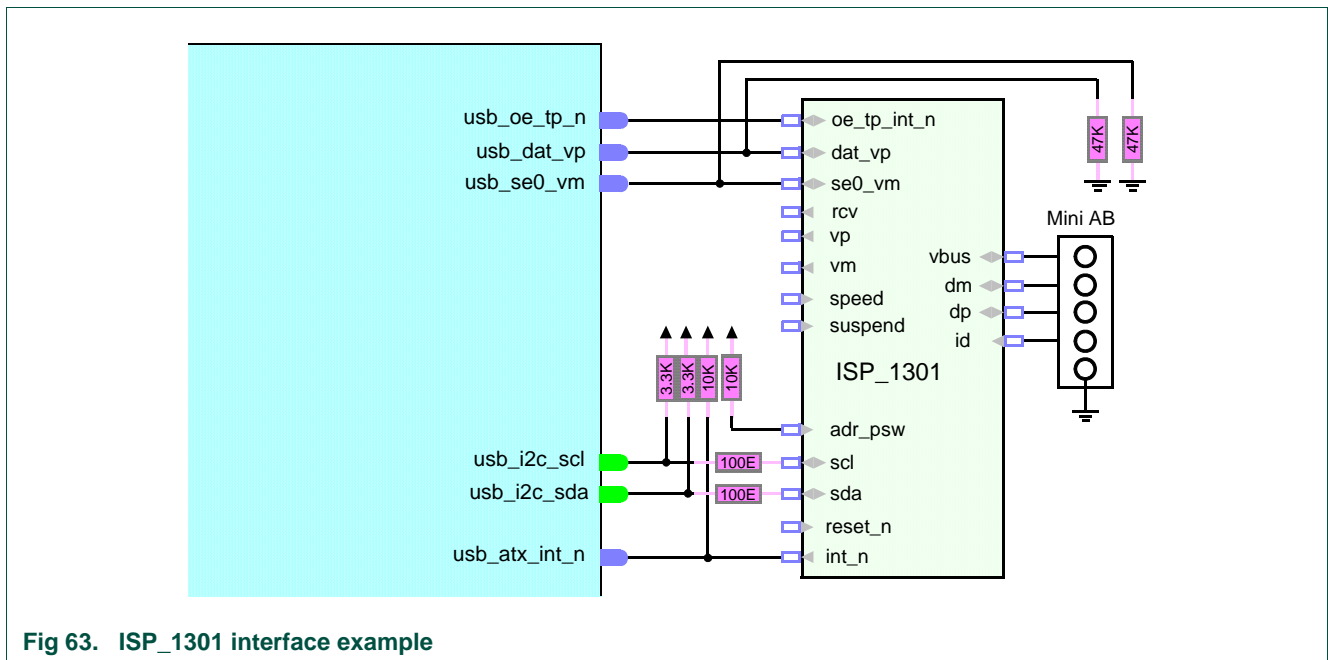 usb_oe_tp_n
usb_dat_vp
usb_se0_vm
oe_tp_int_n
dat_vp
se0_vm
rcv
vp
vm
speed
suspend
ISP_1301
adr_psw
scl
sda
reset_n
int_n
47K
47K
Mini AB
vbus
dm
dp
id
3.3K
3.3K
10K
10K
usb_i2c_scl
usb_i2c_sda
100E
100E
usb_atx_int_n
Fig 63. ISP_1301 interface example